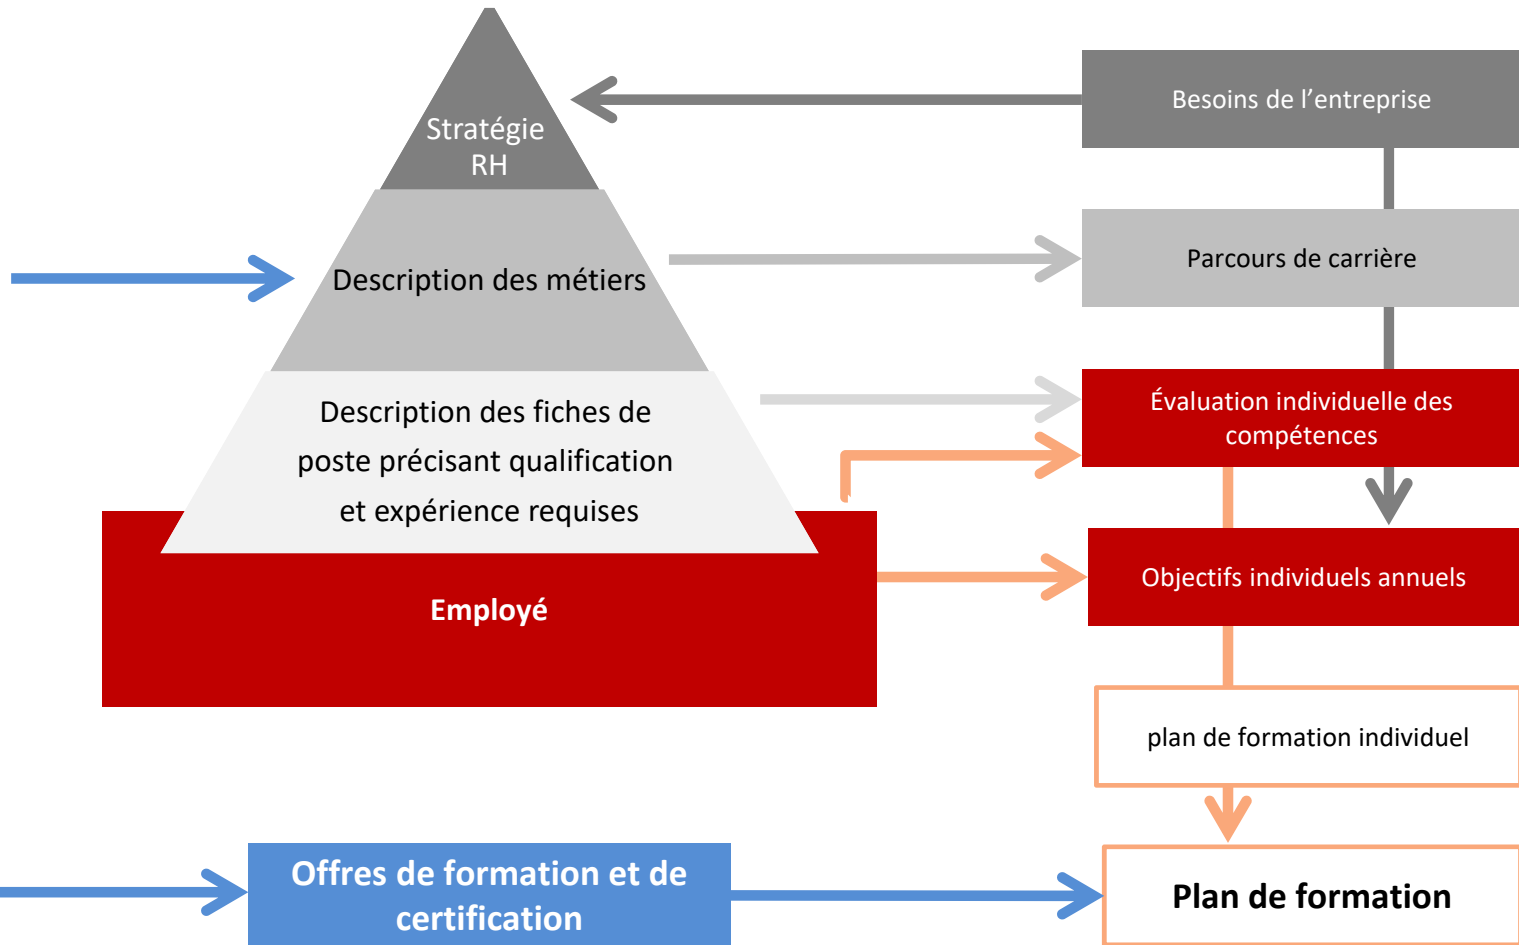 Stratégie
RH
Besoins de l’entreprise
Description des métiers
Parcours de carrière
Description des fiches de
poste précisant qualification
et expérience requises
Évaluation individuelle des
compétences
Employé
Objectifs individuels annuels
plan de formation individuel
Offres de formation et de
certification
Plan de formation